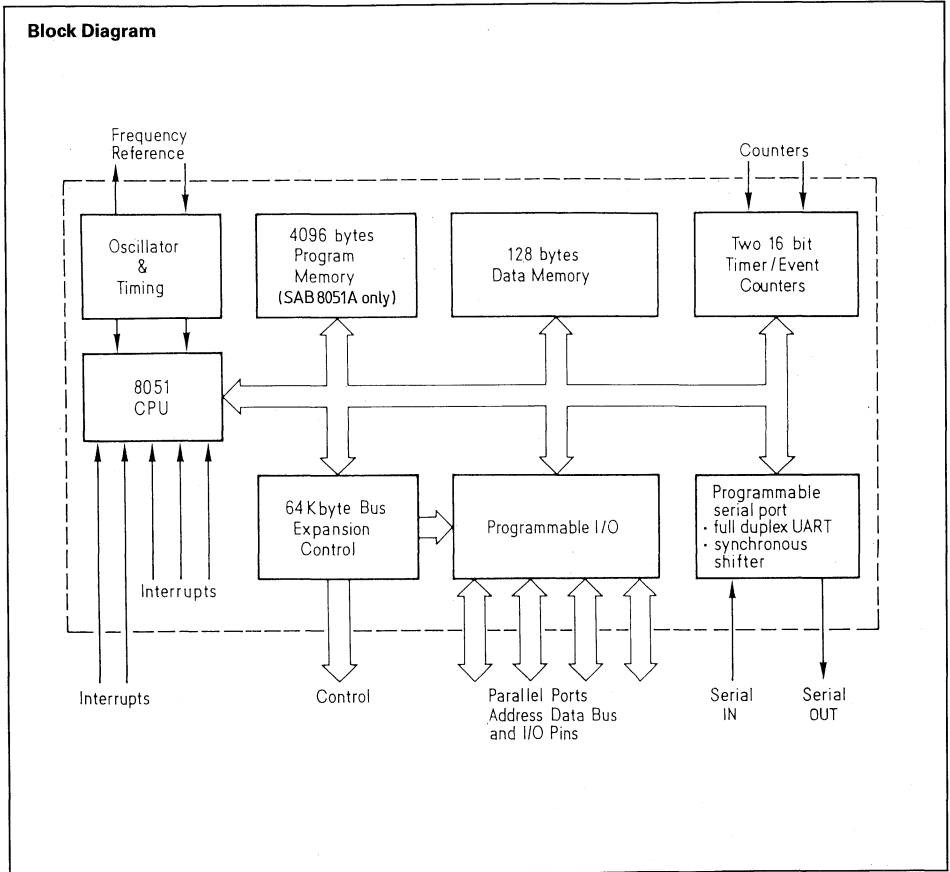 Block Diagram
Frequency
Reference
Counters
Oscillator
&
Timing
4096 bytes
Program
Memory
(SAB 8051A only)
128 bytes
Data Memory
Two 16 bit
Timer/Event
Counters
8051
CPU
64Kbyte Bus
Expansion
Control
Programmable I/O
Programmable
serial port
· full duplex UART
· synchronous
shifter
Interrupts
Interrupts
Control
Parallel Ports
Address Data Bus
and I/O Pins
Serial
IN
Serial
OUT